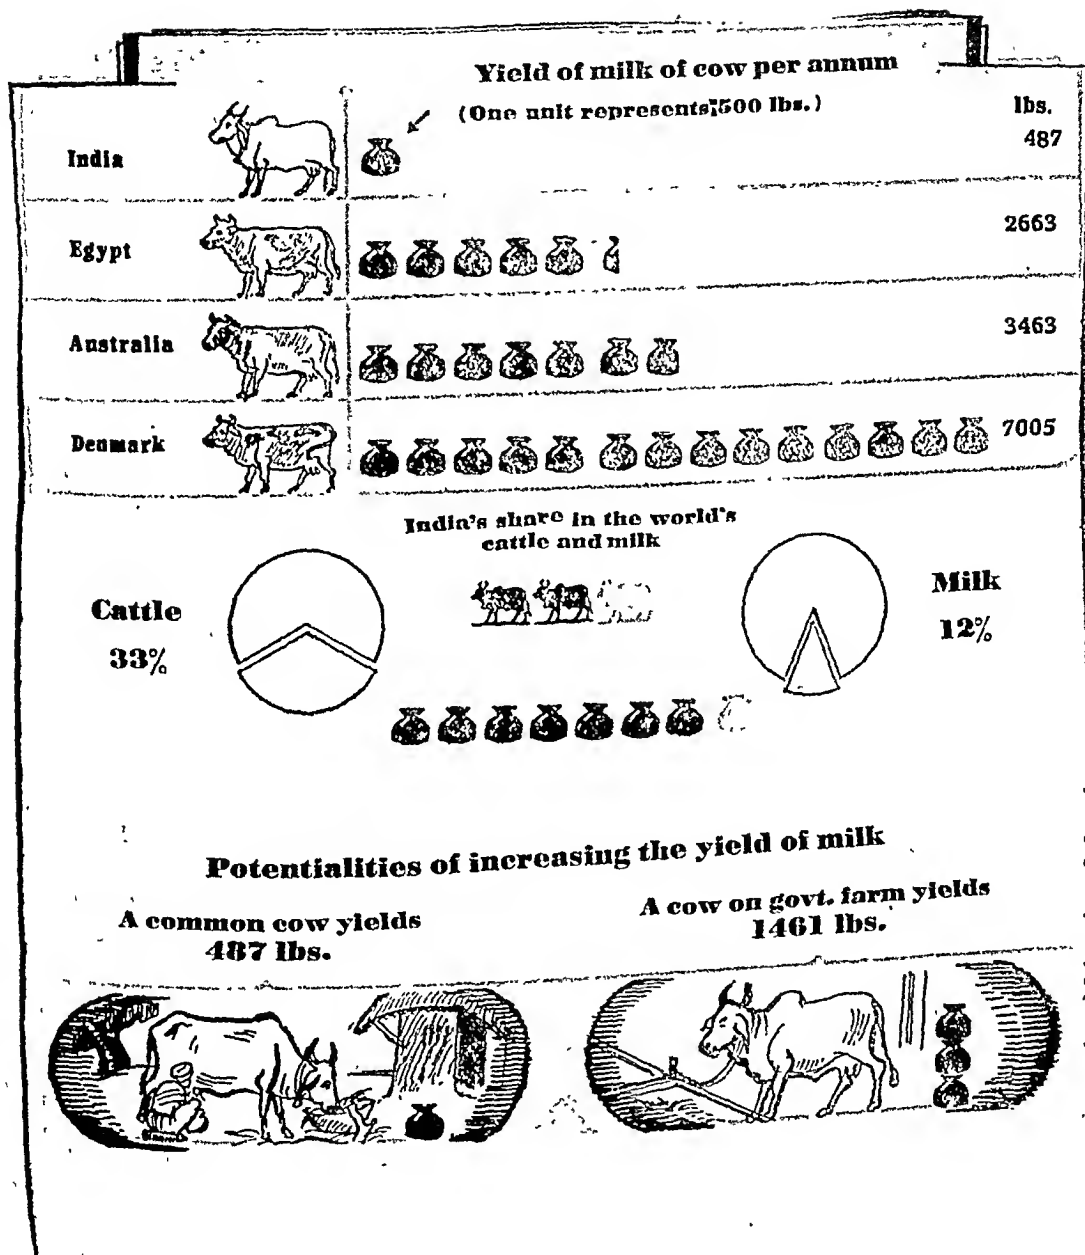 Yield of milk of cow per annum
(One unit represents 500 lbs.)
lbs.
India
487
Egypt
2663
Australia
3463
Denmark
7005
India's share in the world's
cattle and milk
Cattle
33%
Milk
12%
Potentialities of increasing the yield of milk
A common cow yields
487 lbs.
A cow on govt. farm yields
1461 lbs.